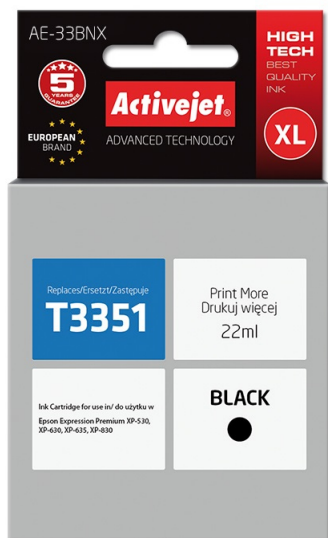 AE-33BNX
HIGH
TECH
BEST
QUALITY
INK
5
YEARS
GUARANTEE
Activejet®
EUROPEAN
BRAND
ADVANCED TECHNOLOGY
XL
Replaces/Ersetzt/Zastępuje
T3351
Print More
Drukuj więcej
22ml
Ink Cartridge for use in/ do użytku w
Epson Expression Premium XP-530,
XP-630, XP-635, XP-830
BLACK